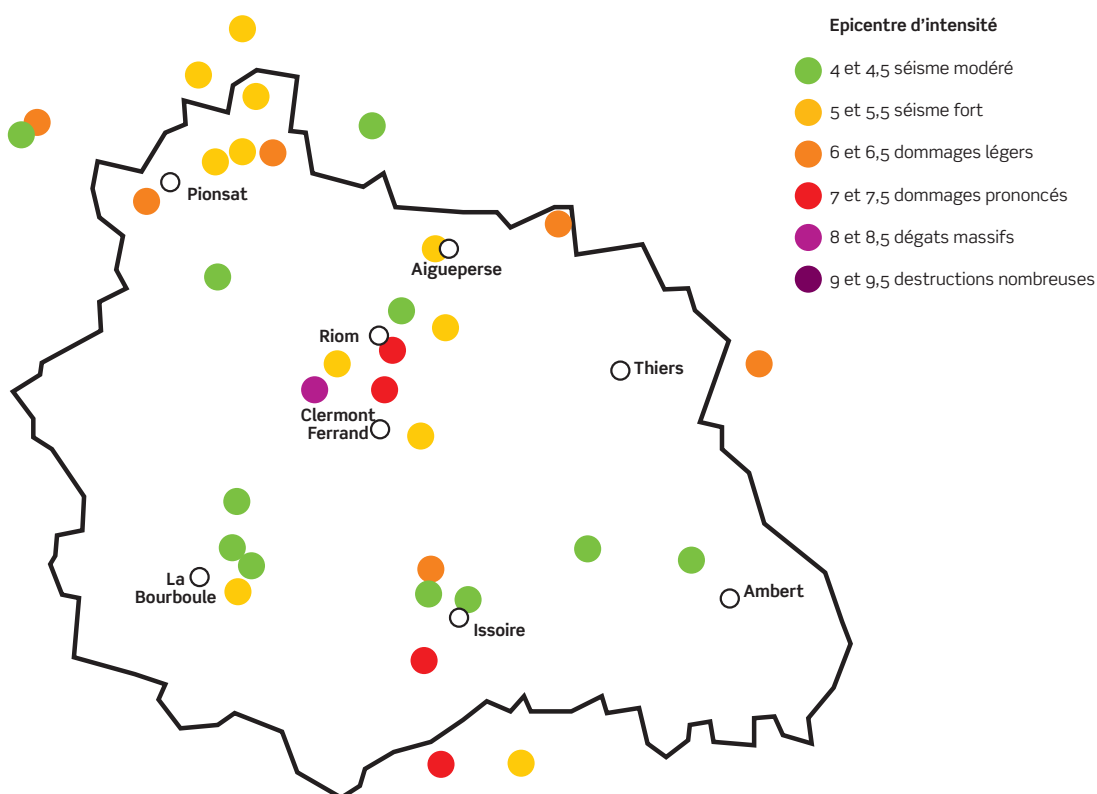 Epicentre d'intensité
4 et 4,5 séisme modéré
5 et 5,5 séisme fort
6 et 6,5 dommages légers
7 et 7,5 dommages prononcés
8 et 8,5 dégats massifs
9 et 9,5 destructions nombreuses
Pionsat
Aigueperse
Riom
Thiers
Clermont
Ferrand
La
Bourboule
Issoire
Ambert